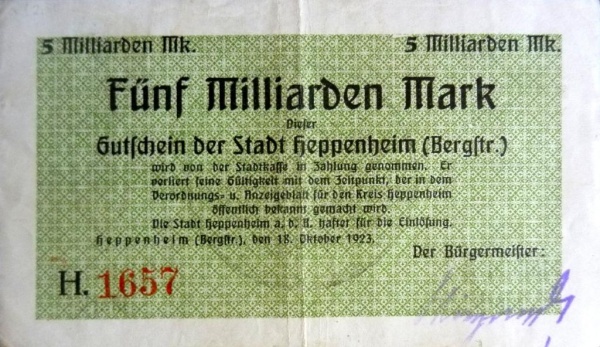 5 Milliarden Mk. 5 Milliarden Mk.
Fünf Milliarden Mark
Dieser
Gutschein der Stadt Heppenheim (Bergstr.)
wird von der Stadtkasse in Zahlung genommen. Er
verliert seine Gültigkeit mit dem Zeitpunkt, der in dem
Verordnungs- u. Anzeigeblatt für den Kreis Heppenheim
öffentlich bekannt gemacht wird.
Die Stadt Heppenheim a. d. B. haftet für die Einlösung.
Heppenheim (Bergstr.), den 18. Oktober 1923.
Der Bürgermeister:
H. 1657